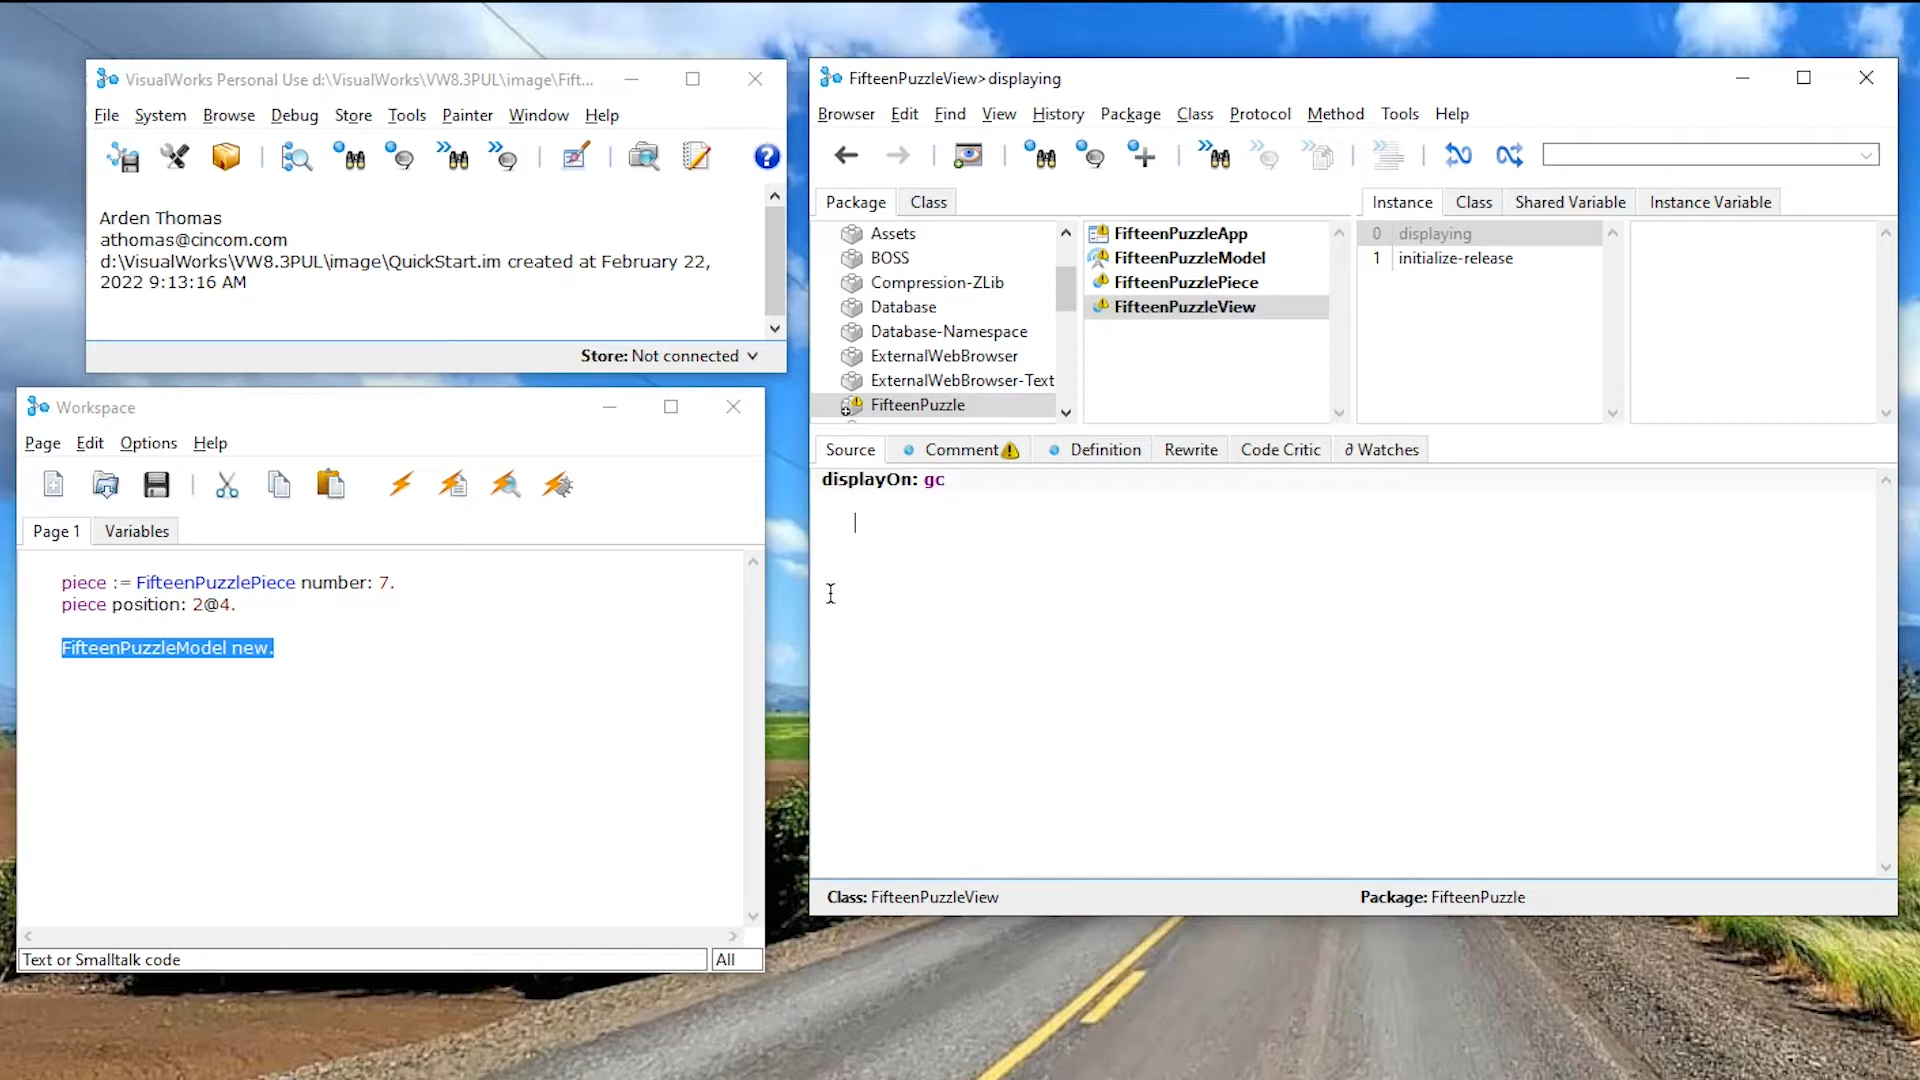 VisualWorks Personal Use d:\VisualWorks\VW8.3PUL\image\Fift...
File System Browse Debug Store Tools Painter Window Help
Arden Thomas
athomas@cincom.com
d:\VisualWorks\VW8.3PUL\image\QuickStart.im created at February 22,
2022 9:13:16 AM
Store: Not connected
Workspace
Page Edit Options Help
Page 1 Variables
piece := FifteenPuzzlePiece number: 7.
piece position: 2@4.
FifteenPuzzleModel new.
Text or Smalltalk code All
FifteenPuzzleView> displaying
Browser Edit Find View History Package Class Protocol Method Tools Help
Package Class
Instance Class Shared Variable Instance Variable
Assets
BOSS
Compression-ZLib
Database
Database-Namespace
ExternalWebBrowser
ExternalWebBrowser-Text
FifteenPuzzle
FifteenPuzzleApp
FifteenPuzzleModel
FifteenPuzzlePiece
FifteenPuzzleView
0 displaying
1 initialize-release
Source Comment Definition Rewrite Code Critic ∂ Watches
displayOn: gc
Class: FifteenPuzzleView Package: FifteenPuzzle